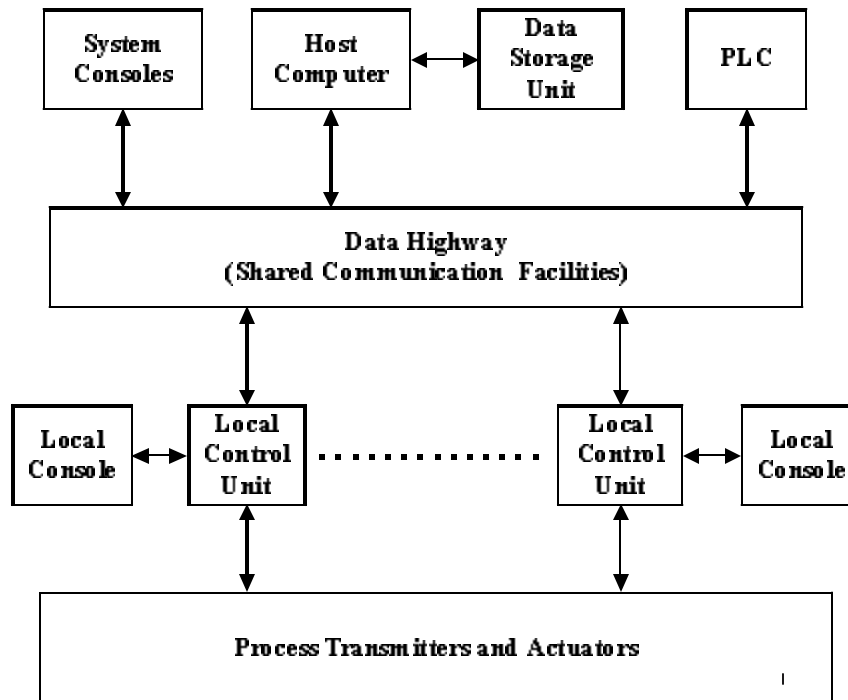 System
Consoles
Host
Computer
Data
Storage
Unit
PLC
Data Highway
(Shared Communication Facilities)
Local
Console
Local
Control
Unit
Local
Control
Unit
Local
Console
Process Transmitters and Actuators